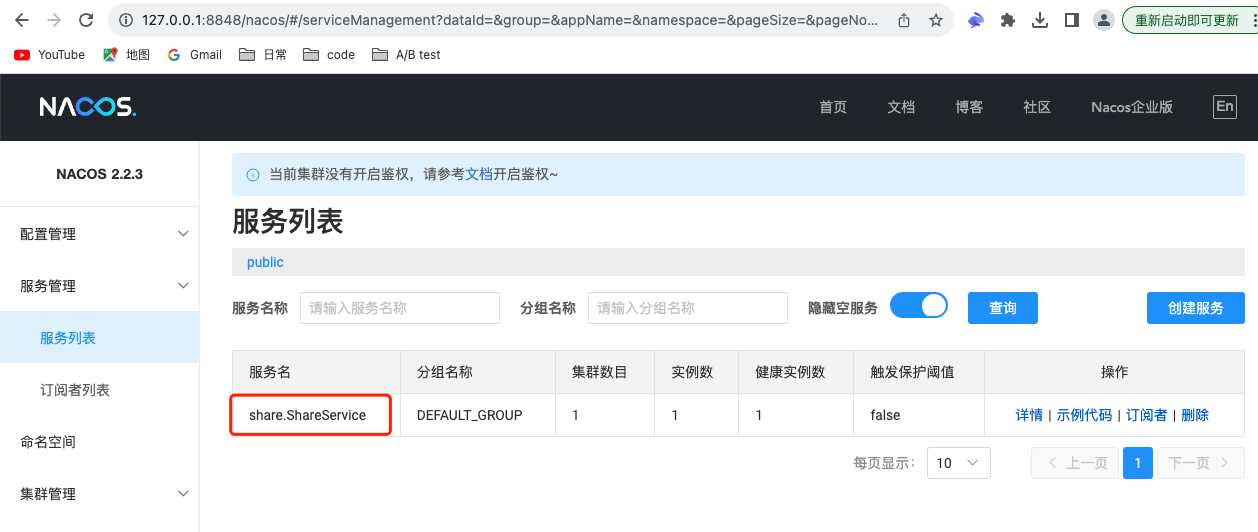 127.0.0.1:8848/nacos/#/serviceManagement?dataId=&group=&appName=&namespace=&pageSize=&pageNo... 重新启动即可更新
YouTube 地图 Gmail 日常 code A/B test
NACOS. 首页 文档 博客 社区 Nacos企业版 En
NACOS 2.2.3
配置管理
服务管理
服务列表
订阅者列表
命名空间
集群管理
当前集群没有开启鉴权，请参考文档开启鉴权~
服务列表
public
服务名称 请输入服务名称 分组名称 请输入分组名称 隐藏空服务 查询 创建服务
服务名 分组名称 集群数目 实例数 健康实例数 触发保护阈值 操作
share.ShareService DEFAULT_GROUP 1 1 1 false 详情 | 示例代码 | 订阅者 | 删除
每页显示： 10 上一页 1 下一页